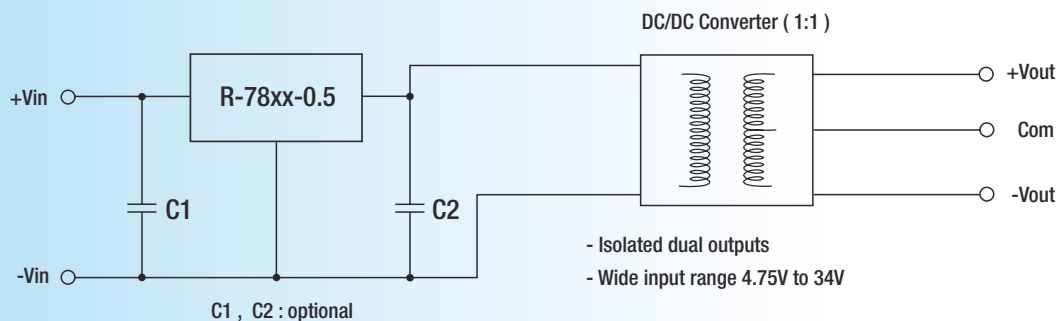 DC/DC Converter ( 1:1 )
+Vin
R-78xx-0.5
+Vout
Com
-Vout
C1
C2
- Isolated dual outputs
- Wide input range 4.75V to 34V
-Vin
C1 , C2 : optional